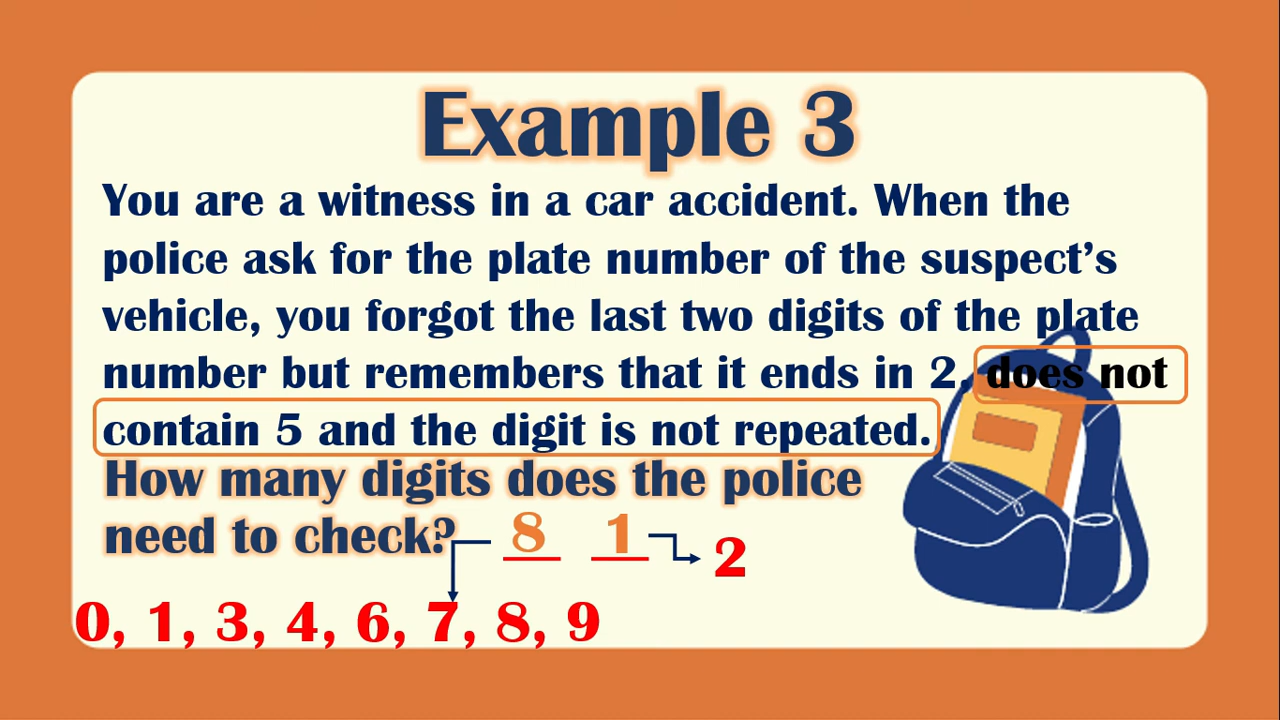 Example 3
You are a witness in a car accident. When the
police ask for the plate number of the suspect's
vehicle, you forgot the last two digits of the plate
number but remembers that it ends in 2, does not
contain 5 and the digit is not repeated.
How many digits does the police
need to check? 8 1
2
0, 1, 3, 4, 6, 7, 8, 9